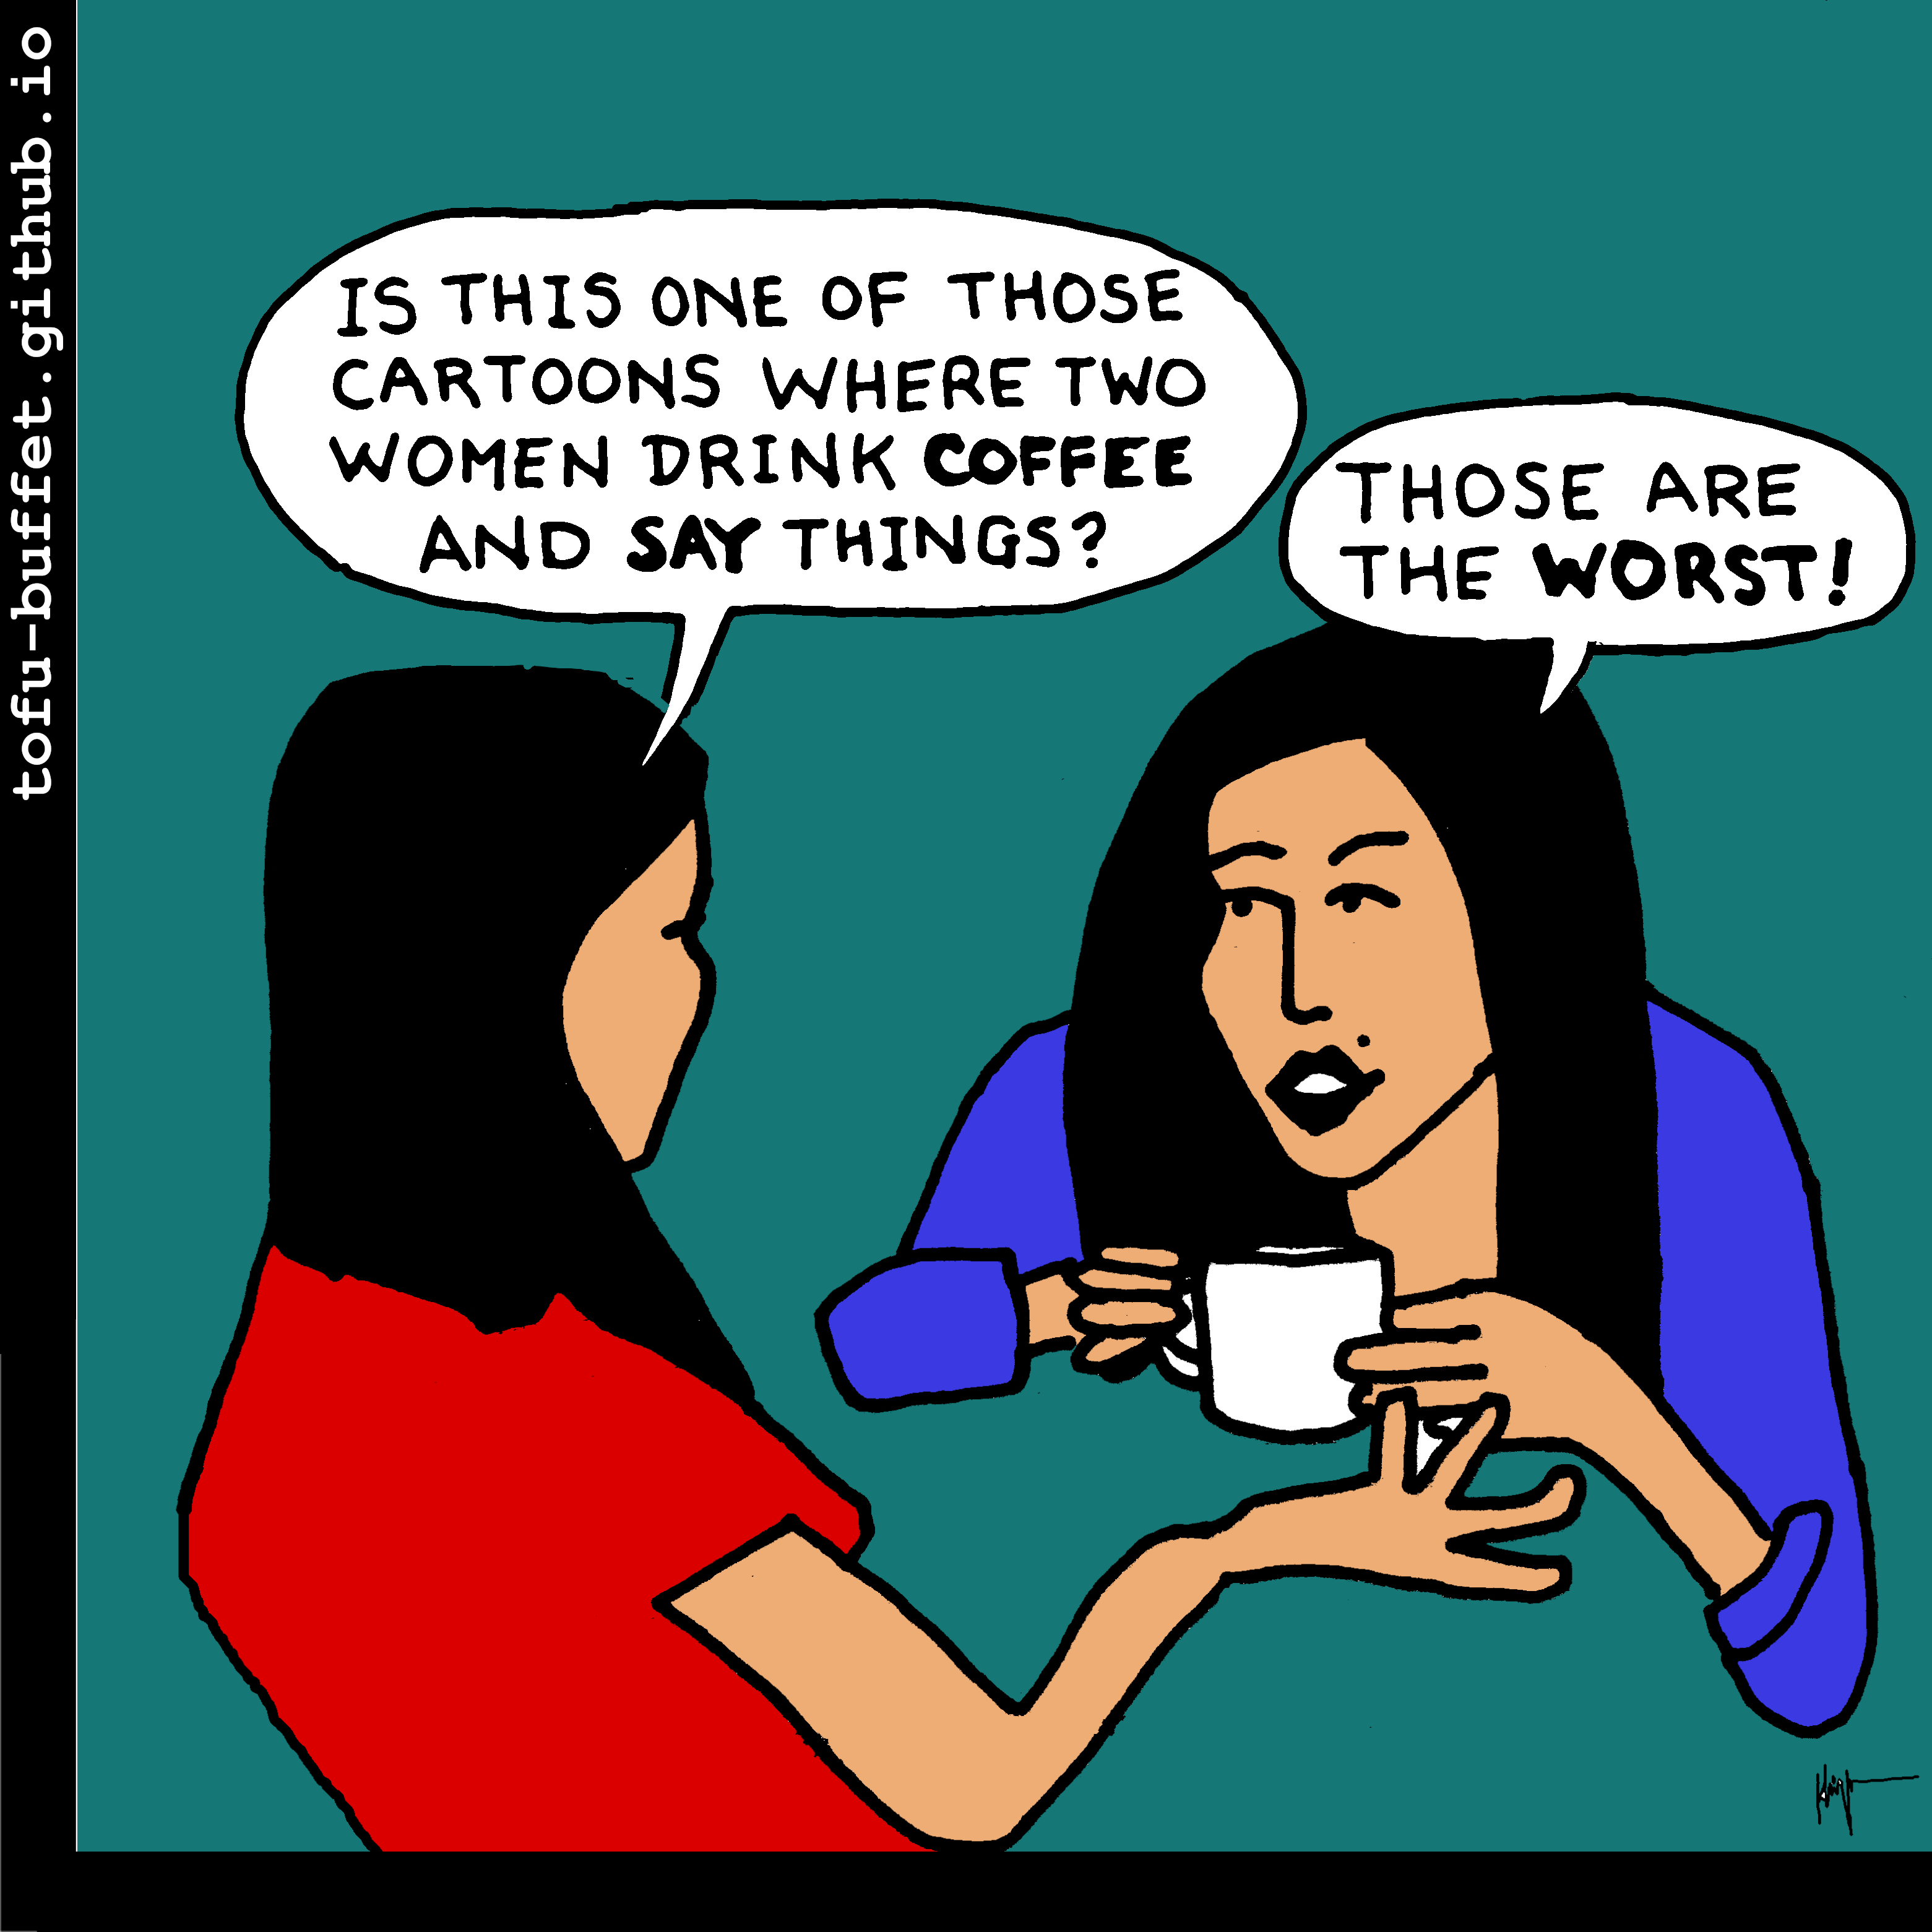 tofu-buffet.github.io
IS THIS ONE OF THOSE
CARTOONS WHERE TWO
WOMEN DRINK COFFEE
AND SAY THINGS?
THOSE ARE
THE WORST!